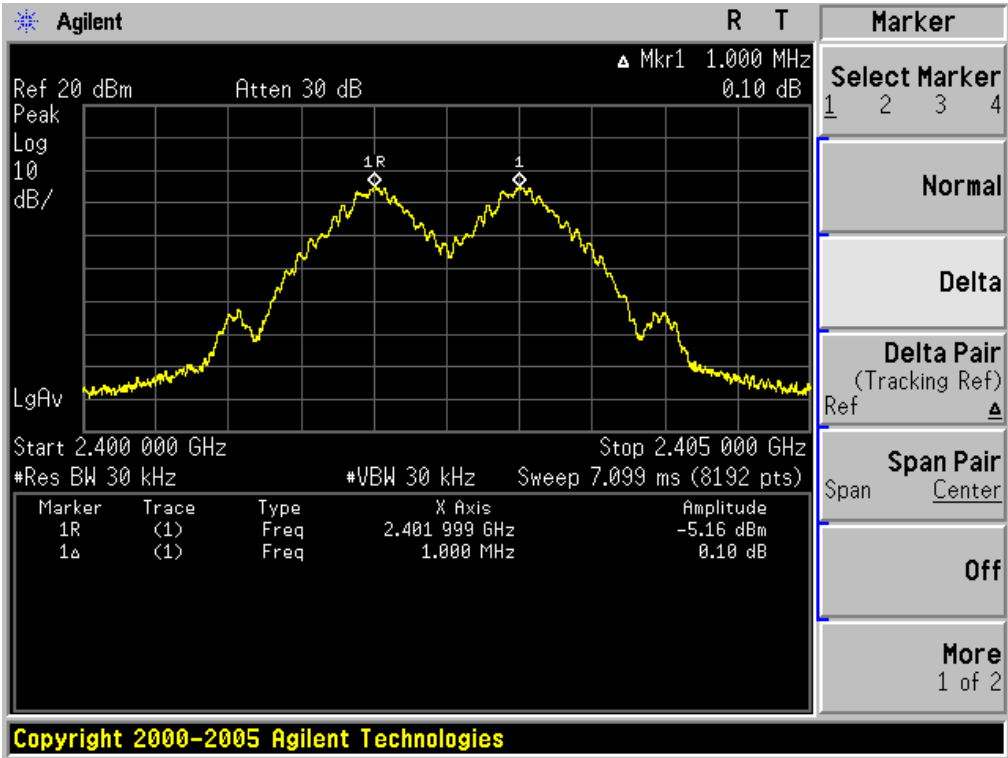 Agilent R T
Δ Mkr1 1.000 MHz
Ref 20 dBm Atten 30 dB 0.10 dB
Peak
Log
10
dB/
1R 1
LgAv
Start 2.400 000 GHz Stop 2.405 000 GHz
#Res BW 30 kHz #VBW 30 kHz Sweep 7.099 ms (8192 pts)
Marker Trace Type X Axis Amplitude
1R (1) Freq 2.401 999 GHz -5.16 dBm
1Δ (1) Freq 1.000 MHz 0.10 dB
Copyright 2000-2005 Agilent Technologies
Marker
Select Marker
1 2 3 4
Normal
Delta
Delta Pair
(Tracking Ref)
Ref Δ
Span Pair
Span Center
Off
More
1 of 2